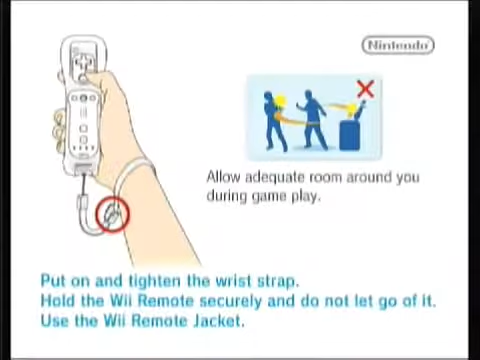 Nintendo
Allow adequate room around you
during game play.
Put on and tighten the wrist strap.
Hold the Wii Remote securely and do not let go of it.
Use the Wii Remote Jacket.